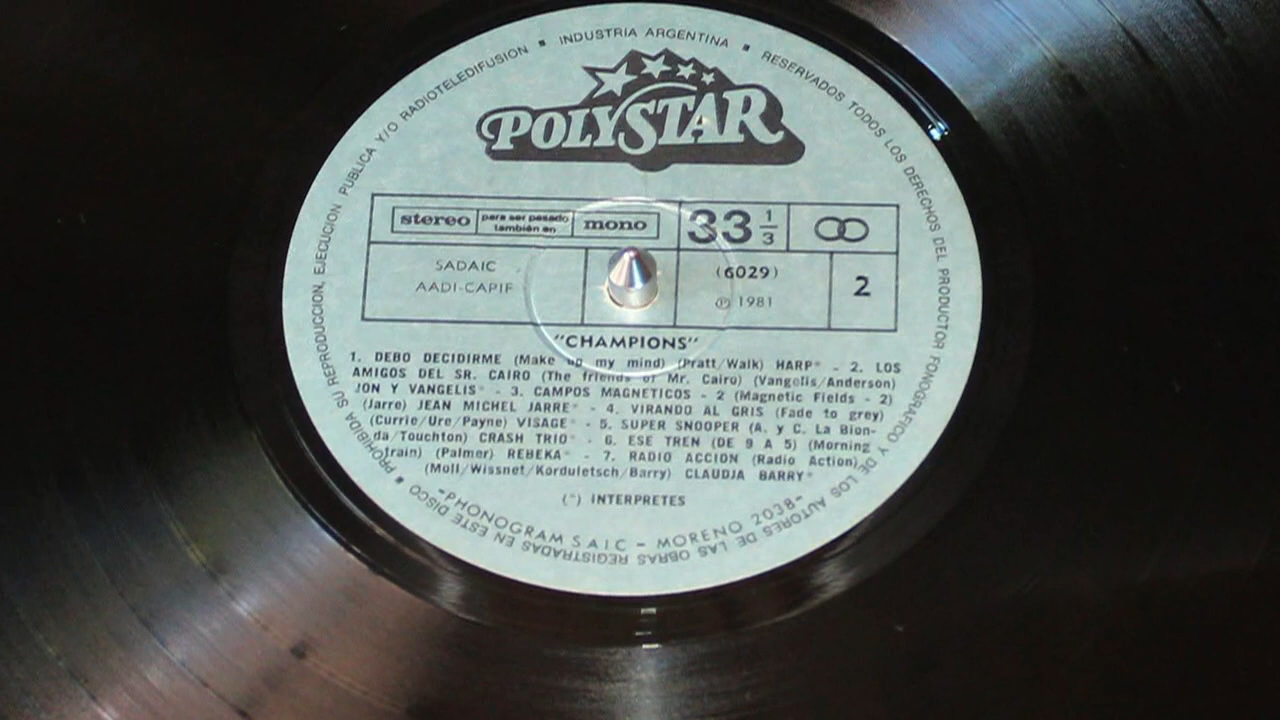 PROHIBIDA SU REPRODUCCION, EJECUCION PUBLICA Y/O RADIOTELEDIFUSION ▪ INDUSTRIA ARGENTINA ▪ RESERVADOS TODOS LOS DERECHOS DEL PRODUCTOR FONOGRAFICO Y DE LOS AUTORES DE LAS OBRAS REGISTRADAS EN ESTE DISCO ▪
POLYSTAR
stereo para ser pasado también en mono
33 1/3
SADAIC
AADI-CAPIF
(6029)
℗ 1981
2
"CHAMPIONS"
1. DEBO DECIDIRME (Make up my mind) (Pratt/Walk) HARP* - 2. LOS
AMIGOS DEL SR. CAIRO (The friends of Mr. Cairo) (Vangelis/Anderson)
JON Y VANGELIS* - 3. CAMPOS MAGNETICOS - 2 (Magnetic Fields - 2)
(Jarre) JEAN MICHEL JARRE* - 4. VIRANDO AL GRIS (Fade to grey)
(Currie/Ure/Payne) VISAGE* - 5. SUPER SNOOPER (A. y C. La Bion-
da/Touchton) CRASH TRIO* - 6. ESE TREN (DE 9 A 5) (Morning
train) (Palmer) REBEKA* - 7. RADIO ACCION (Radio Action)
(Moll/Wissnet/Korduletsch/Barry) CLAUDJA BARRY*
(*) INTERPRETES
-PHONOGRAM S A I C - MORENO 2038-